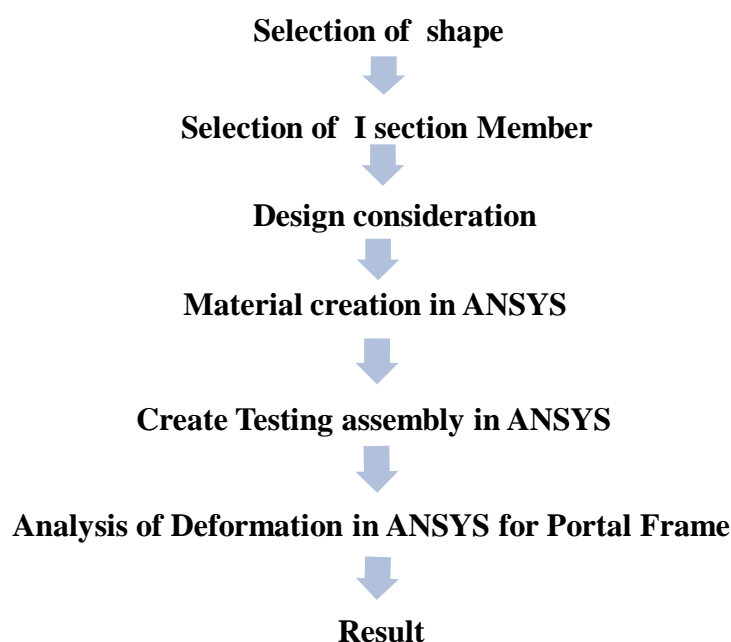 Selection of shape
Selection of I section Member
Design consideration
Material creation in ANSYS
Create Testing assembly in ANSYS
Analysis of Deformation in ANSYS for Portal Frame
Result